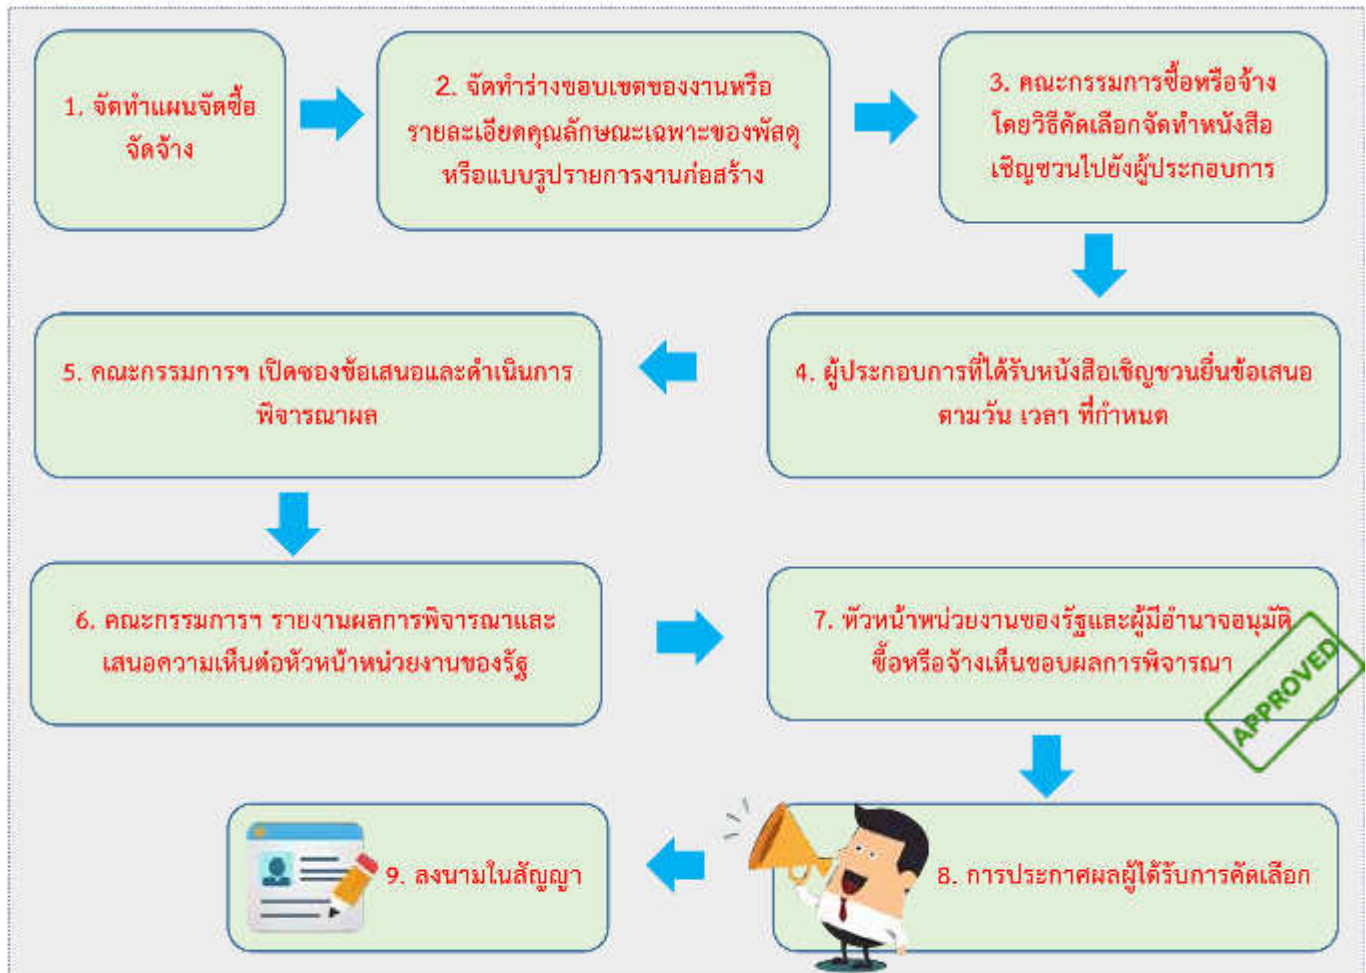 1. จัดทำแผนจัดซื้อ
จัดจ้าง
2. จัดทำร่างขอบเขตของงานหรือ
รายละเอียดคุณลักษณะเฉพาะของพัสดุ
หรือแบบรูปรายการงานก่อสร้าง
3. คณะกรรมการซื้อหรือจ้าง
โดยวิธีคัดเลือกจัดทำหนังสือ
เชิญชวนไปยังผู้ประกอบการ
4. ผู้ประกอบการที่ได้รับหนังสือเชิญชวนยื่นข้อเสนอ
ตามวัน เวลา ที่กำหนด
5. คณะกรรมการฯ เปิดซองข้อเสนอและดำเนินการ
พิจารณาผล
6. คณะกรรมการฯ รายงานผลการพิจารณาและ
เสนอความเห็นต่อหัวหน้าหน่วยงานของรัฐ
7. หัวหน้าหน่วยงานของรัฐและผู้มีอำนาจอนุมัติ
ซื้อหรือจ้างเห็นชอบผลการพิจารณา
APPROVED
8. การประกาศผลผู้ได้รับการคัดเลือก
9. ลงนามในสัญญา